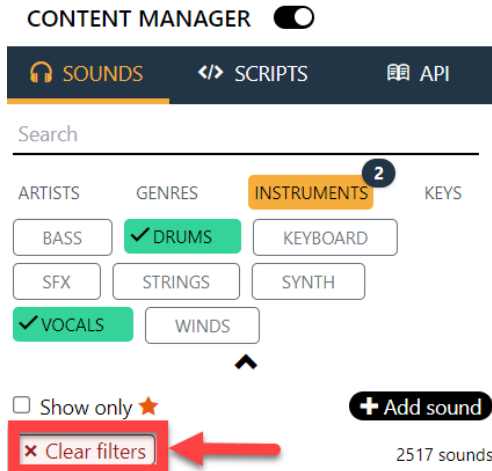 CONTENT MANAGER
SOUNDS </> SCRIPTS API
Search
ARTISTS GENRES INSTRUMENTS 2 KEYS
BASS DRUMS KEYBOARD
SFX STRINGS SYNTH
VOCALS WINDS
Show only
+ Add sound
× Clear filters
2517 sounds